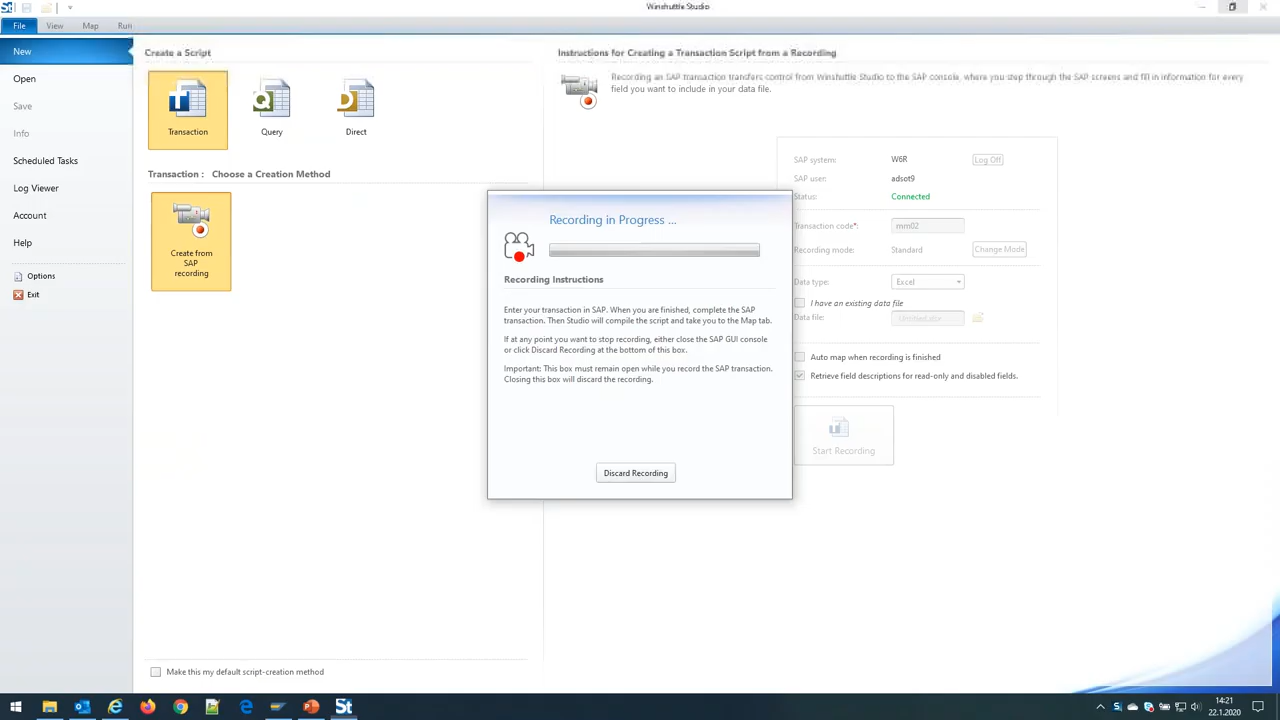 Winshuttle Studio
File View Map Run
New
Open
Save
Info
Scheduled Tasks
Log Viewer
Account
Help
Options
Exit
Create a Script
Transaction
Query
Direct
Transaction : Choose a Creation Method
Create from
SAP
recording
Make this my default script-creation method
Instructions for Creating a Transaction Script from a Recording
Recording an SAP transaction transfers control from Winshuttle Studio to the SAP console, where you step through the SAP screens and fill in information for every
field you want to include in your data file.
SAP system: W6R Log Off
SAP user: adsot9
Status: Connected
Transaction code*: mm02
Recording mode: Standard Change Mode
Data type: Excel
I have an existing data file
Data file: Untitled.xlsx
Auto map when recording is finished
Retrieve field descriptions for read-only and disabled fields.
Start Recording
Recording in Progress ...
Recording Instructions
Enter your transaction in SAP. When you are finished, complete the SAP
transaction. Then Studio will compile the script and take you to the Map tab.
If at any point you want to stop recording, either close the SAP GUI console
or click Discard Recording at the bottom of this box.
Important: This box must remain open while you record the SAP transaction.
Closing this box will discard the recording.
Discard Recording
St
14:21
22.1.2020